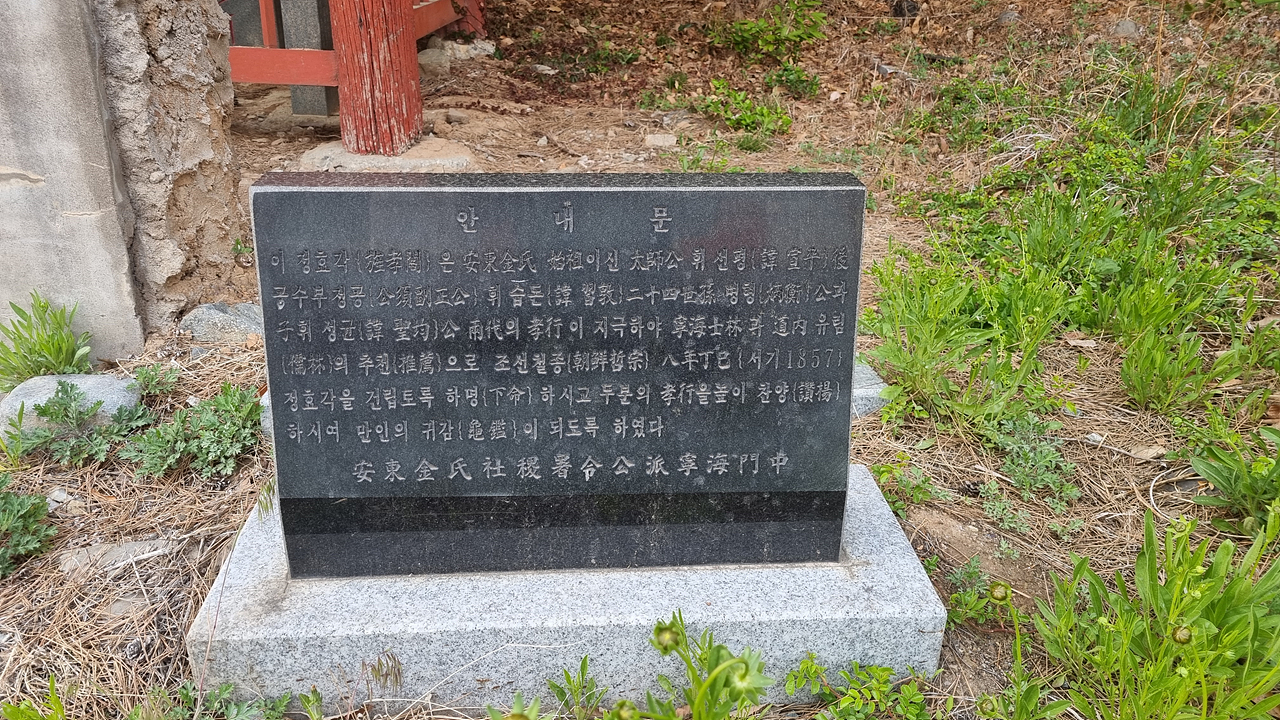 안 내 문
이 정효각(旌孝閣)은 安東金氏 始祖이신 太師公 휘 선평(諱 宣平)後
공수부정공(公須副正公) 휘 습돈(諱 習敦)二十四世孫 병형(炳衡)公과
子휘 성균(諱 聖均)公 兩代의 孝行이 지극하야 寧海士林과 道內 유림
(儒林)의 추천(推薦)으로 조선철종(朝鮮哲宗) 八年丁巳(서기1857)
정효각을 건립토록 하명(下命)하시고 두분의 孝行을높이 찬양(讚楊)
하시여 만인의 귀감(龜鑑)이 되도록 하였다
安東金氏社稷署令公派寧海門中